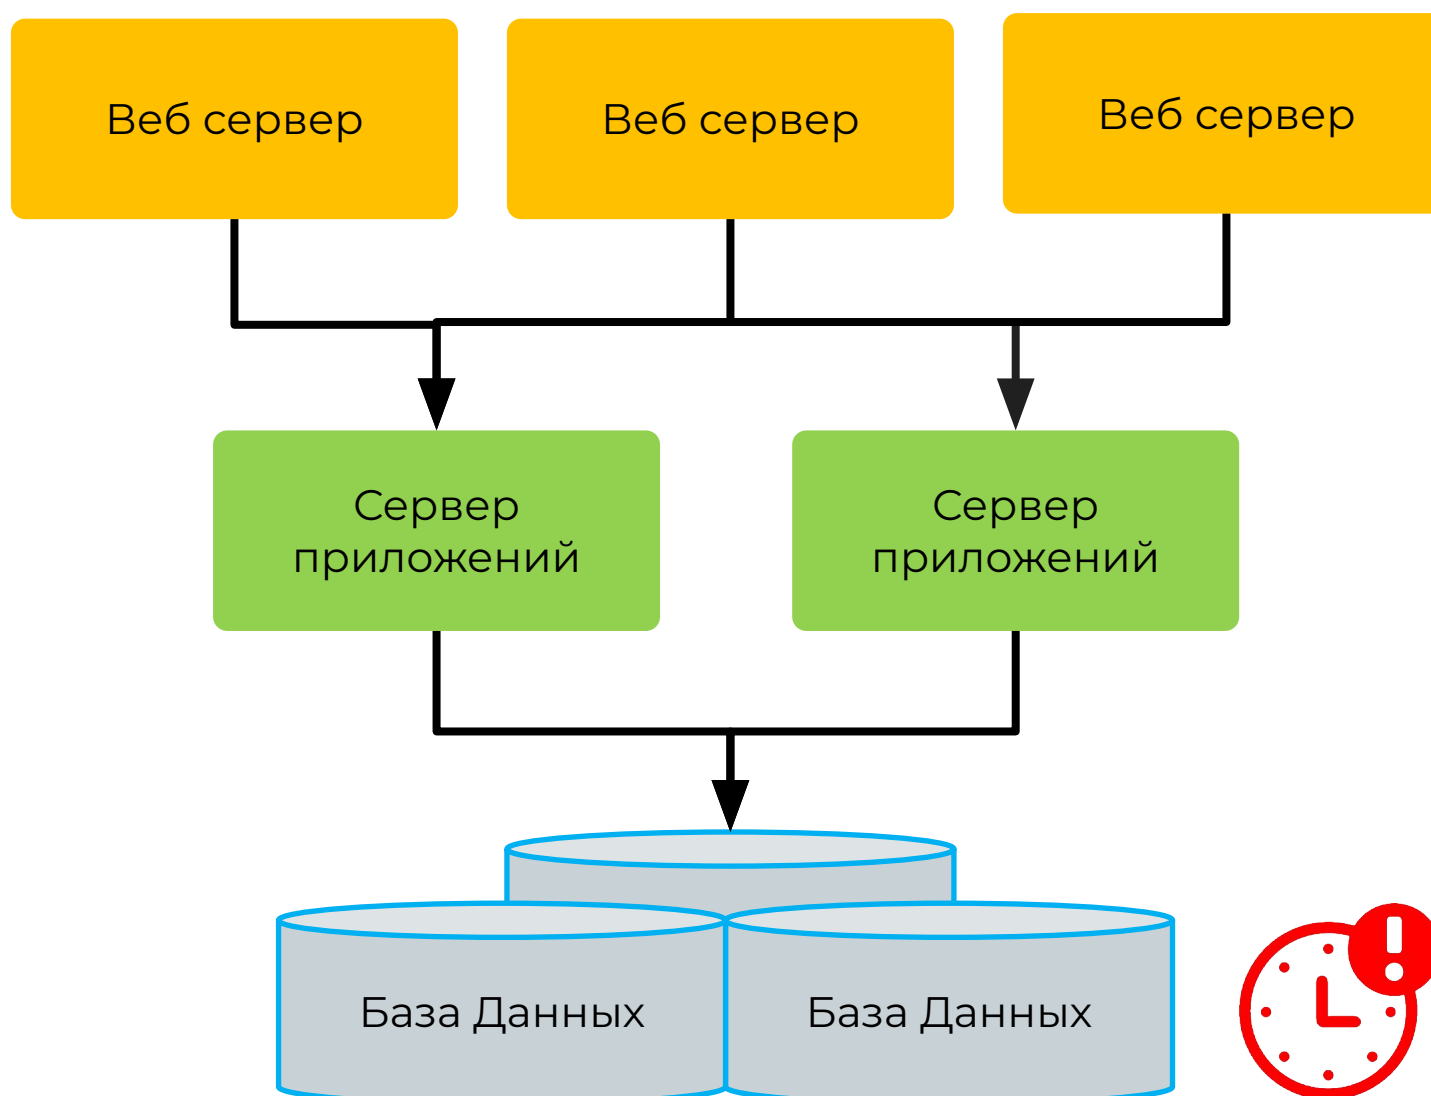 Веб сервер
Веб сервер
Веб сервер
Сервер
приложений
Сервер
приложений
База Данных
База Данных